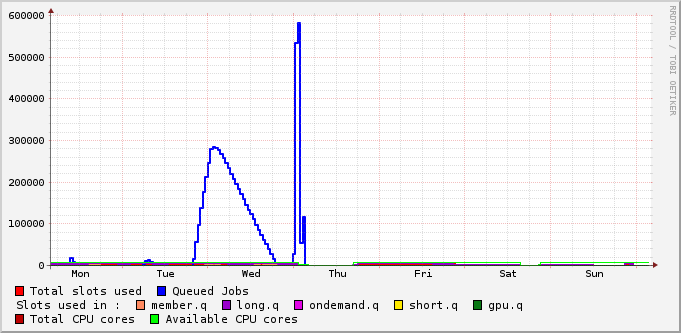 600000
500000
400000
300000
200000
100000
0
Mon Tue Wed Thu Fri Sat Sun
Total slots used Queued Jobs
Slots used in : member.q long.q ondemand.q short.q gpu.q
Total CPU cores Available CPU cores
RRDTOOL / TOBI OETIKER